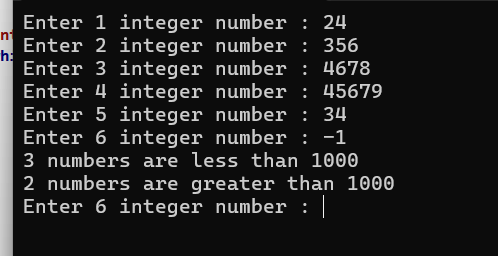 Enter 1 integer number : 24
Enter 2 integer number : 356
Enter 3 integer number : 4678
Enter 4 integer number : 45679
Enter 5 integer number : 34
Enter 6 integer number : -1
3 numbers are less than 1000
2 numbers are greater than 1000
Enter 6 integer number :